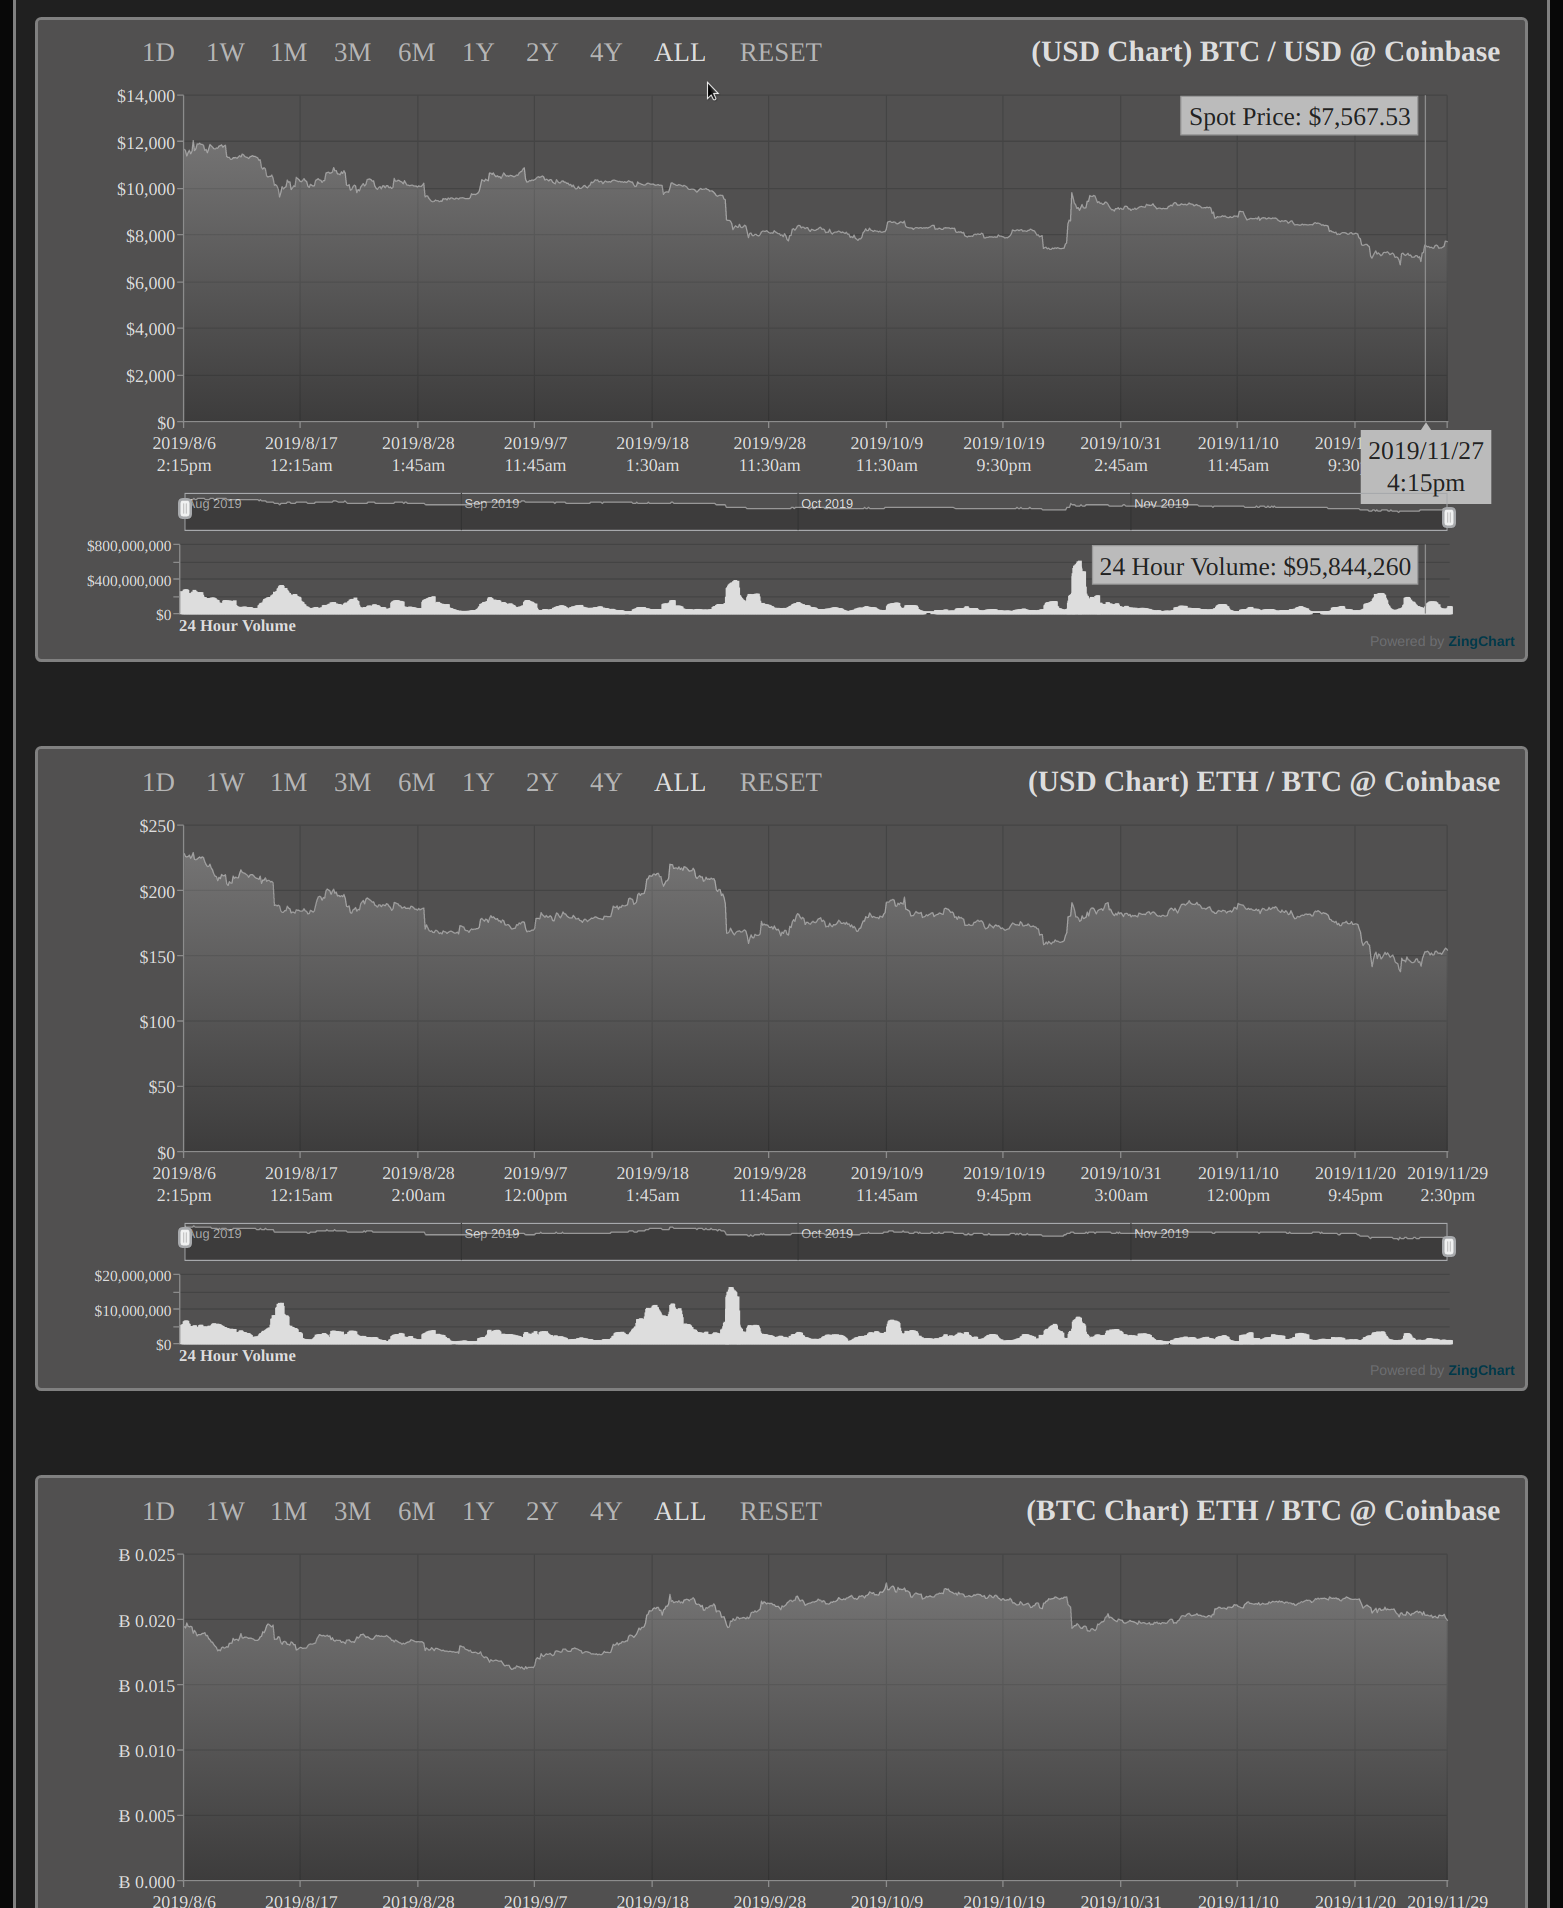 1D 1W 1M 3M 6M 1Y 2Y 4Y ALL RESET (USD Chart) BTC / USD @ Coinbase
$14,000
Spot Price: $7,567.53
$12,000
$10,000
$8,000
$6,000
$4,000
$2,000
$0
2019/8/6 2019/8/17 2019/8/28 2019/9/7 2019/9/18 2019/9/28 2019/10/9 2019/10/19 2019/10/31 2019/11/10 2019/1
2:15pm 12:15am 1:45am 11:45am 1:30am 11:30am 11:30am 9:30pm 2:45am 11:45am 9:30
2019/11/27
4:15pm
Aug 2019 Sep 2019 Oct 2019 Nov 2019
$800,000,000
24 Hour Volume: $95,844,260
$400,000,000
$0
24 Hour Volume
Powered by ZingChart
1D 1W 1M 3M 6M 1Y 2Y 4Y ALL RESET (USD Chart) ETH / BTC @ Coinbase
$250
$200
$150
$100
$50
$0
2019/8/6 2019/8/17 2019/8/28 2019/9/7 2019/9/18 2019/9/28 2019/10/9 2019/10/19 2019/10/31 2019/11/10 2019/11/20 2019/11/29
2:15pm 12:15am 2:00am 12:00pm 1:45am 11:45am 11:45am 9:45pm 3:00am 12:00pm 9:45pm 2:30pm
Aug 2019 Sep 2019 Oct 2019 Nov 2019
$20,000,000
$10,000,000
$0
24 Hour Volume
Powered by ZingChart
1D 1W 1M 3M 6M 1Y 2Y 4Y ALL RESET (BTC Chart) ETH / BTC @ Coinbase
Ƀ 0.025
Ƀ 0.020
Ƀ 0.015
Ƀ 0.010
Ƀ 0.005
Ƀ 0.000
2019/8/6 2019/8/17 2019/8/28 2019/9/7 2019/9/18 2019/9/28 2019/10/9 2019/10/19 2019/10/31 2019/11/10 2019/11/20 2019/11/29